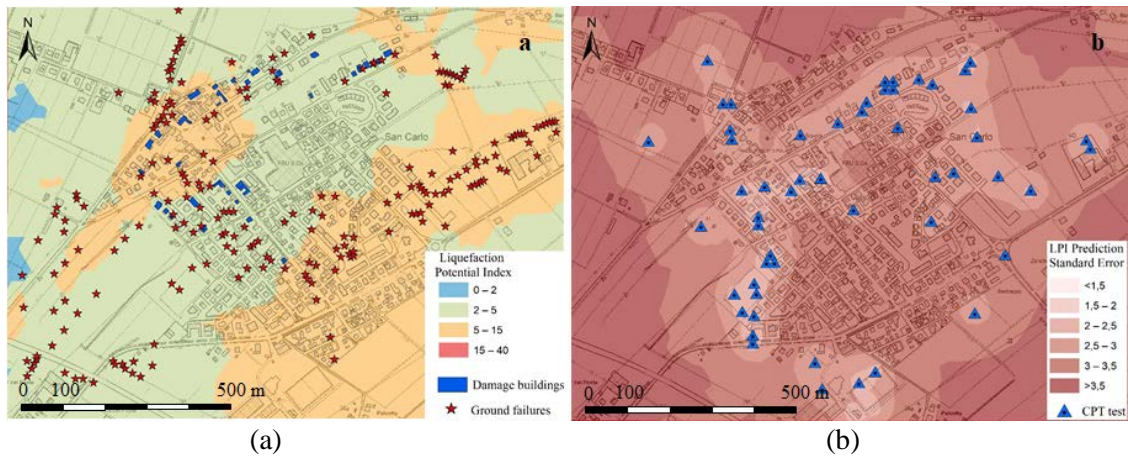 N
a
San Carlo
Liquefaction
Potential Index
0 – 2
2 – 5
5 – 15
15 – 40
Damage buildings
Ground failures
0 100 500 m
(a)
N
b
San Carlo
LPI Prediction
Standard Error
<1,5
1,5 – 2
2 – 2,5
2,5 – 3
3 – 3,5
>3,5
CPT test
0 100 500 m
(b)